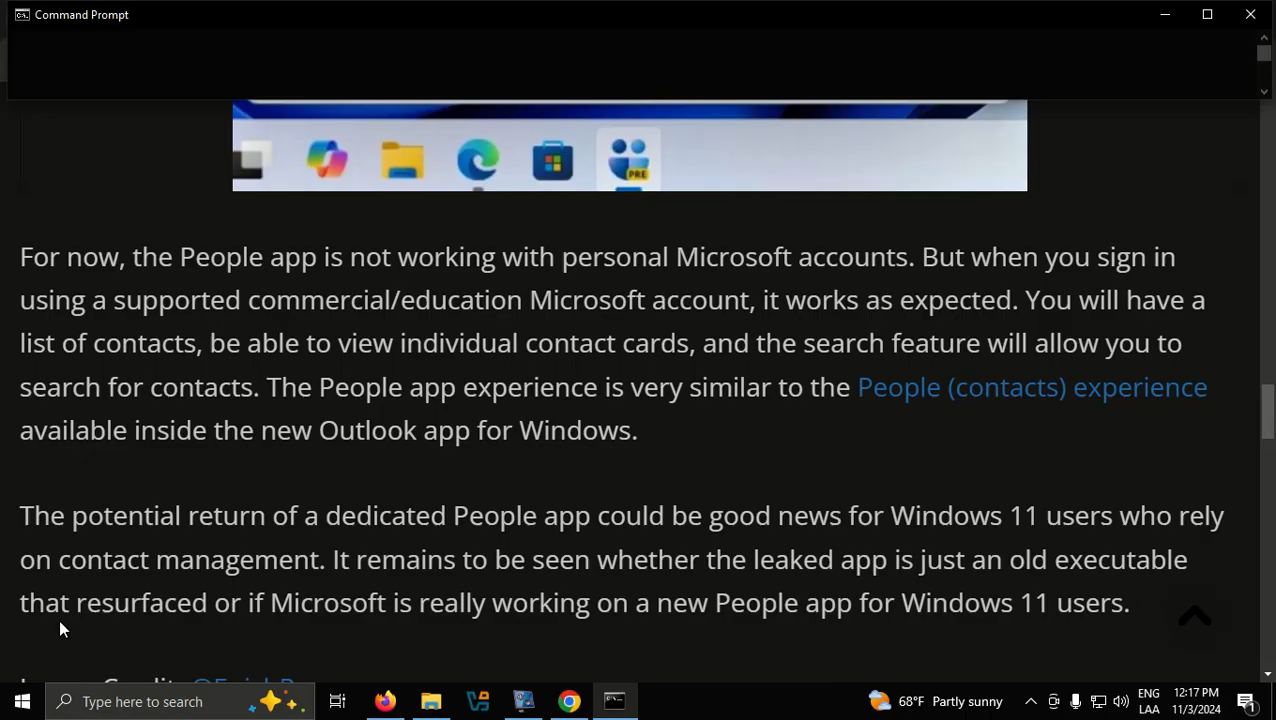 Command Prompt
PRE
For now, the People app is not working with personal Microsoft accounts. But when you sign in
using a supported commercial/education Microsoft account, it works as expected. You will have a
list of contacts, be able to view individual contact cards, and the search feature will allow you to
search for contacts. The People app experience is very similar to the People (contacts) experience
available inside the new Outlook app for Windows.
The potential return of a dedicated People app could be good news for Windows 11 users who rely
on contact management. It remains to be seen whether the leaked app is just an old executable
that resurfaced or if Microsoft is really working on a new People app for Windows 11 users.
Type here to search
68°F Partly sunny
ENG
LAA
12:17 PM
11/3/2024
1